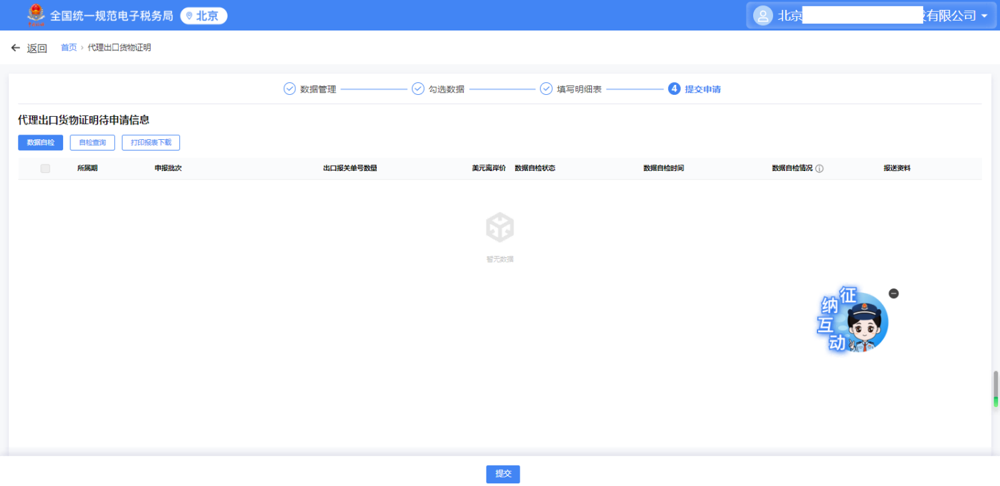 全国统一规范电子税务局 北京 北京 有限公司
返回 首页 › 代理出口货物证明
数据管理 勾选数据 填写明细表 4 提交申请
代理出口货物证明待申请信息
数据自检 自检查询 打印报表下载
所属期 申报批次 出口报关单号数量 美元离岸价 数据自检状态 数据自检时间 数据自检情况 报送资料
暂无数据
征
纳
互
动
提交